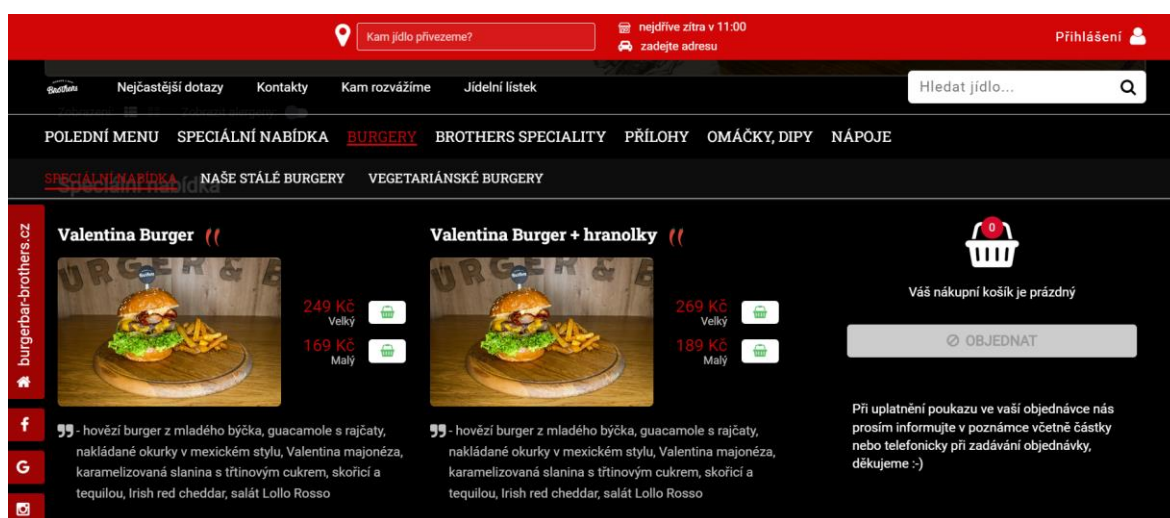 Kam jídlo přivezeme?
nejdříve zítra v 11:00
zadejte adresu
Přihlášení
Brothers
Nejčastější dotazy
Kontakty
Kam rozvážíme
Jídelní lístek
Hledat jídlo...
POLEDNÍ MENU
SPECIÁLNÍ NABÍDKA
BURGERY
BROTHERS SPECIALITY
PŘÍLOHY
OMÁČKY, DIPY
NÁPOJE
SPECIÁLNÍ NABÍDKA
NAŠE STÁLÉ BURGERY
VEGETARIÁNSKÉ BURGERY
Speciální nabídka
burgerbar-brothers.cz
Valentina Burger
249 Kč
Velký
169 Kč
Malý
- hovězí burger z mladého býčka, guacamole s rajčaty,
nakládané okurky v mexickém stylu, Valentina majonéza,
karamelizovaná slanina s třtinovým cukrem, skořicí a
tequilou, Irish red cheddar, salát Lollo Rosso
Valentina Burger + hranolky
269 Kč
Velký
189 Kč
Malý
- hovězí burger z mladého býčka, guacamole s rajčaty,
nakládané okurky v mexickém stylu, Valentina majonéza,
karamelizovaná slanina s třtinovým cukrem, skořicí a
tequilou, Irish red cheddar, salát Lollo Rosso
0
Váš nákupní košík je prázdný
OBJEDNAT
Při uplatnění poukazu ve vaší objednávce nás
prosím informujte v poznámce včetně částky
nebo telefonicky při zadávání objednávky,
děkujeme :-)